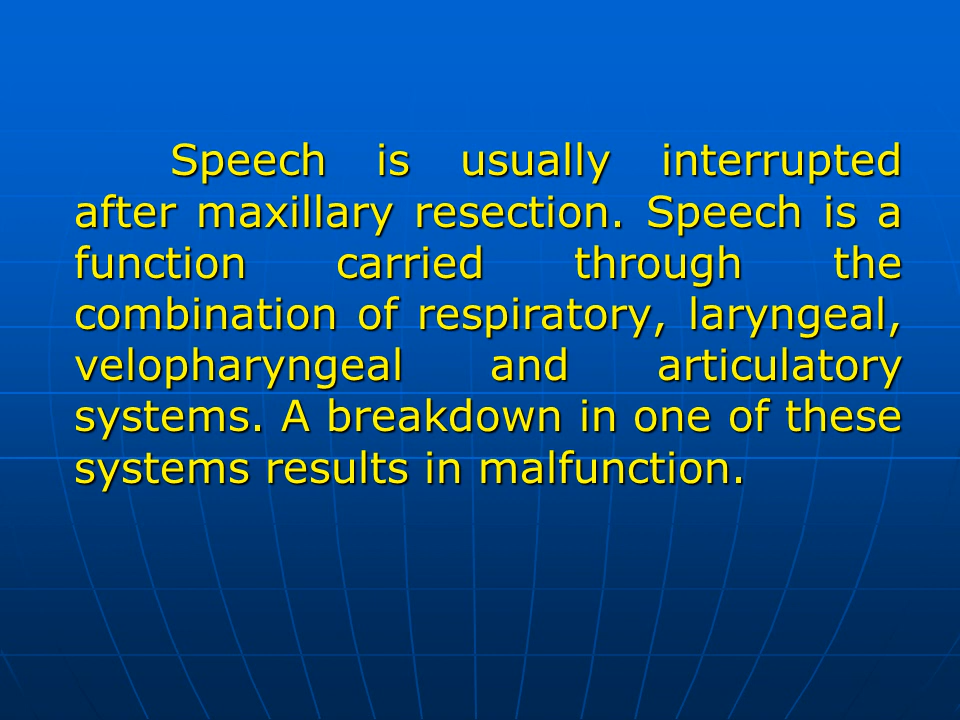 Speech is usually interrupted
after maxillary resection. Speech is a
function carried through the
combination of respiratory, laryngeal,
velopharyngeal and articulatory
systems. A breakdown in one of these
systems results in malfunction.